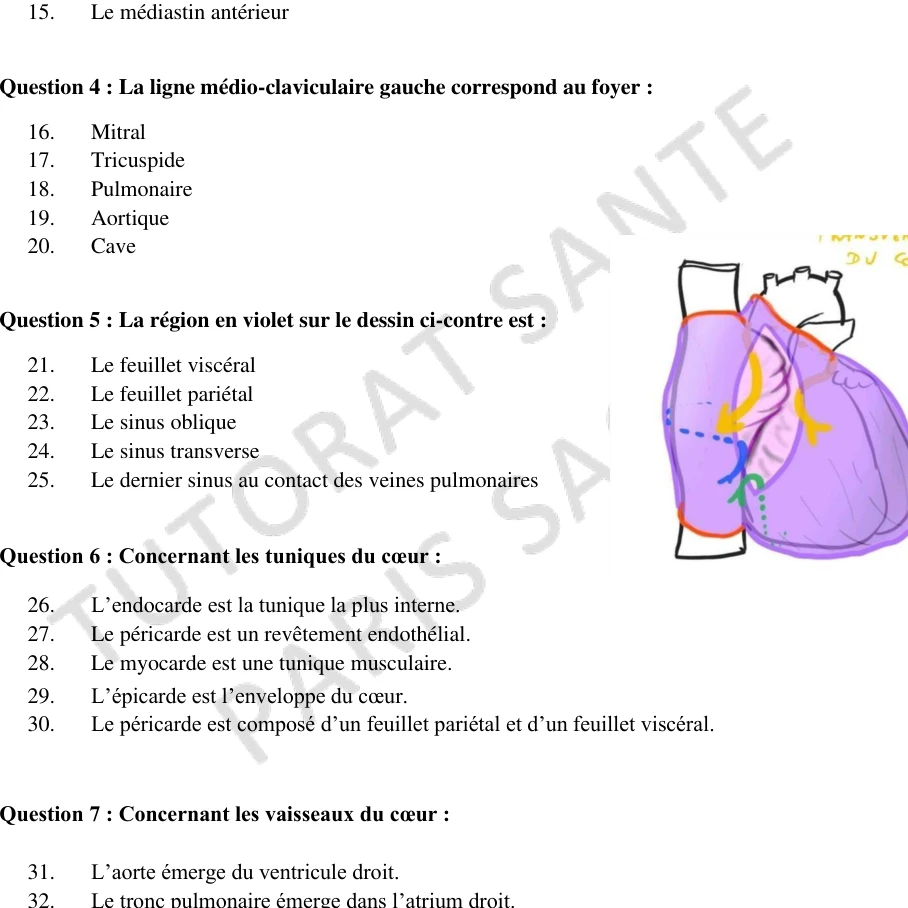 15. Le médiastin antérieur
Question 4 : La ligne médio-claviculaire gauche correspond au foyer :
16. Mitral
17. Tricuspide
18. Pulmonaire
19. Aortique
20. Cave
DU
Question 5 : La région en violet sur le dessin ci-contre est :
21. Le feuillet viscéral
22. Le feuillet pariétal
23. Le sinus oblique
24. Le sinus transverse
25. Le dernier sinus au contact des veines pulmonaires
Question 6 : Concernant les tuniques du cœur :
26. L’endocarde est la tunique la plus interne.
27. Le péricarde est un revêtement endothélial.
28. Le myocarde est une tunique musculaire.
29. L’épicarde est l’enveloppe du cœur.
30. Le péricarde est composé d’un feuillet pariétal et d’un feuillet viscéral.
Question 7 : Concernant les vaisseaux du cœur :
31. L’aorte émerge du ventricule droit.
32. Le tronc pulmonaire émerge dans l’atrium droit.
TUTORAT SANTE
PARIS